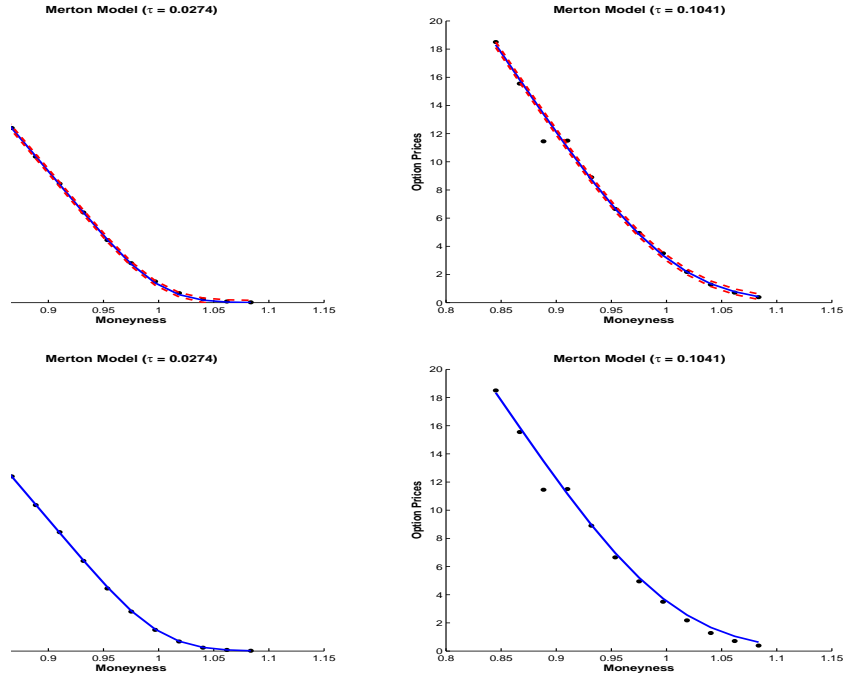 Merton Model (τ = 0.0274)
0.9 0.95 1 1.05 1.1 1.15
Moneyness
Merton Model (τ = 0.1041)
20
18
16
14
12
10
8
6
4
2
0
Option Prices
0.8 0.85 0.9 0.95 1 1.05 1.1 1.15
Moneyness
Merton Model (τ = 0.0274)
0.9 0.95 1 1.05 1.1 1.15
Moneyness
Merton Model (τ = 0.1041)
20
18
16
14
12
10
8
6
4
2
0
Option Prices
0.8 0.85 0.9 0.95 1 1.05 1.1 1.15
Moneyness